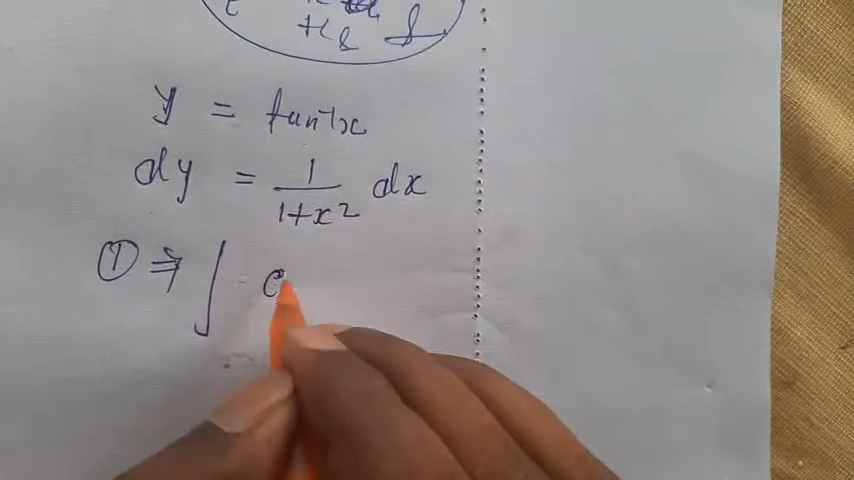 y = tan⁻¹x
dy = 1/(1+x²) dx
① ⇒ ∫ e